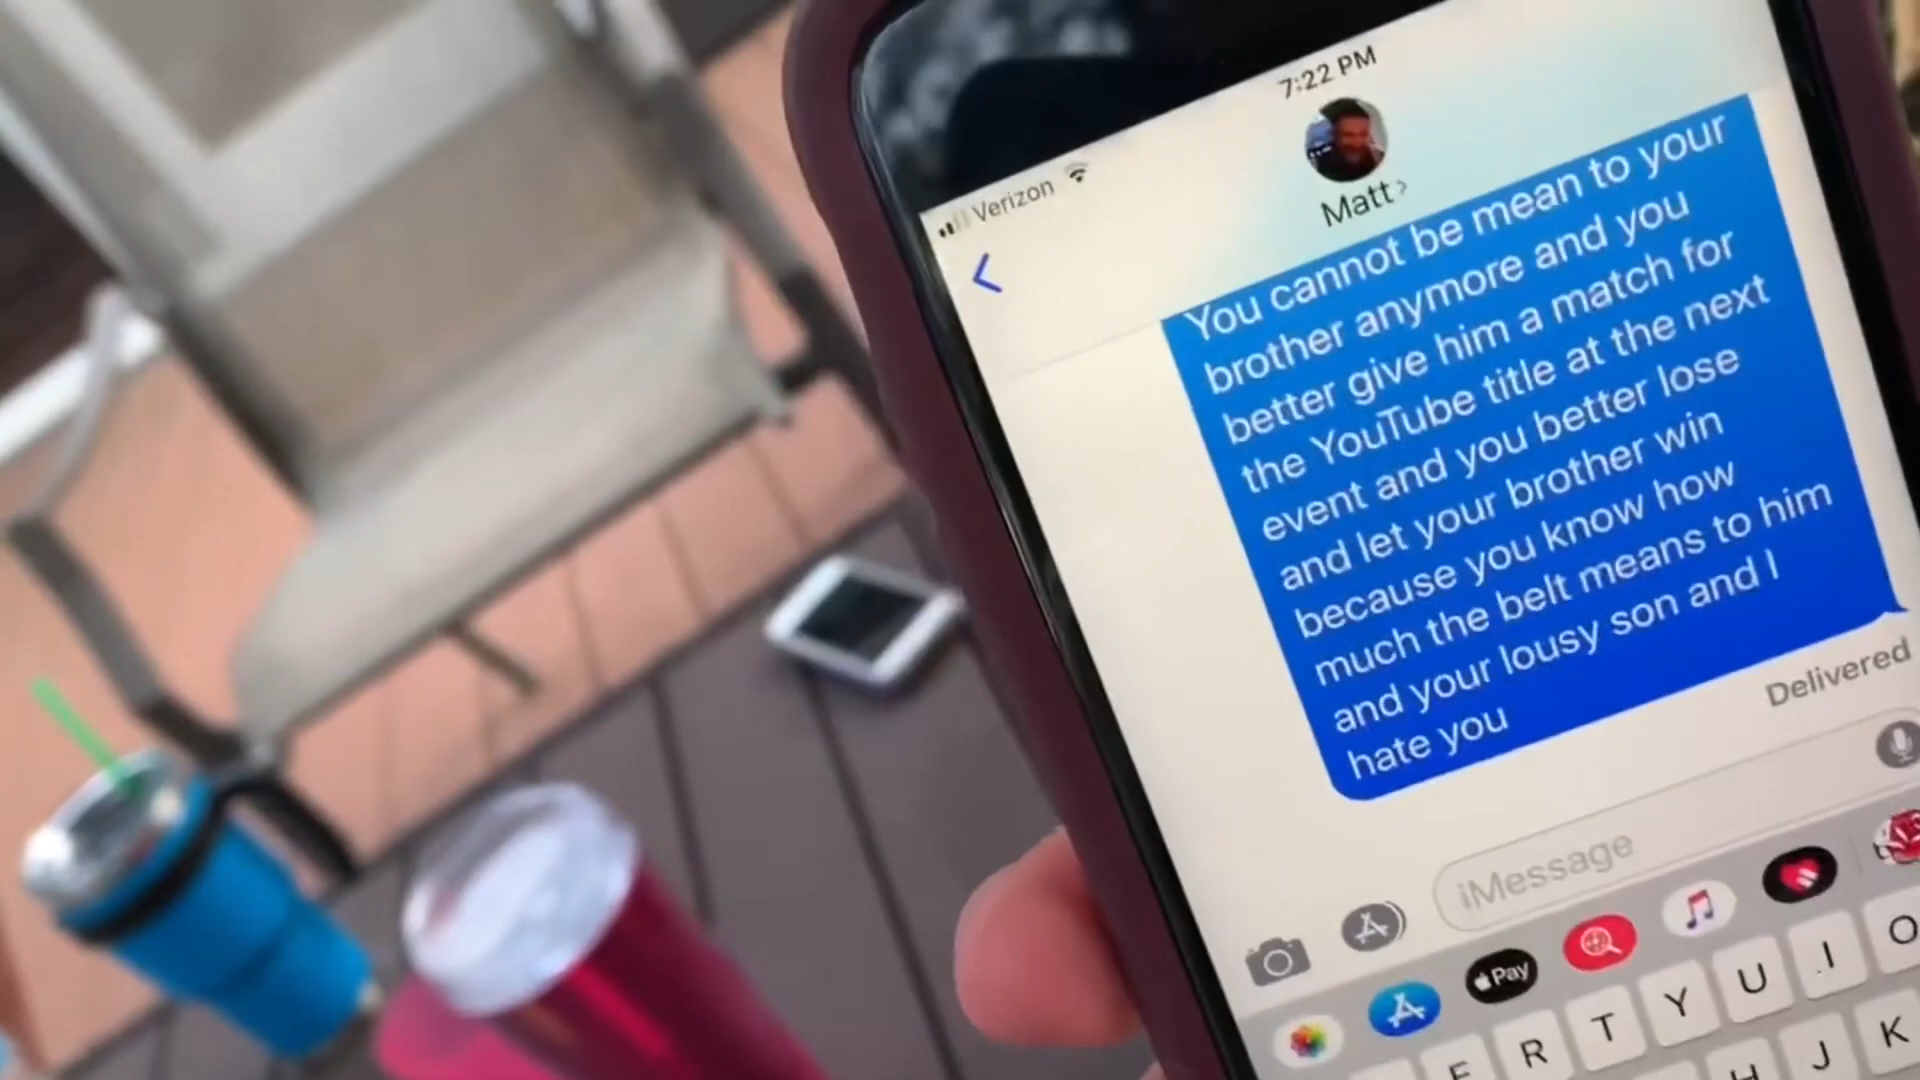 7:22 PM
Verizon
Matt
You cannot be mean to your
brother anymore and you
better give him a match for
the YouTube title at the next
event and you better lose
and let your brother win
because you know how
much the belt means to him
and your lousy son and I
hate you
Delivered
iMessage
Pay
R T Y U I O
H J K